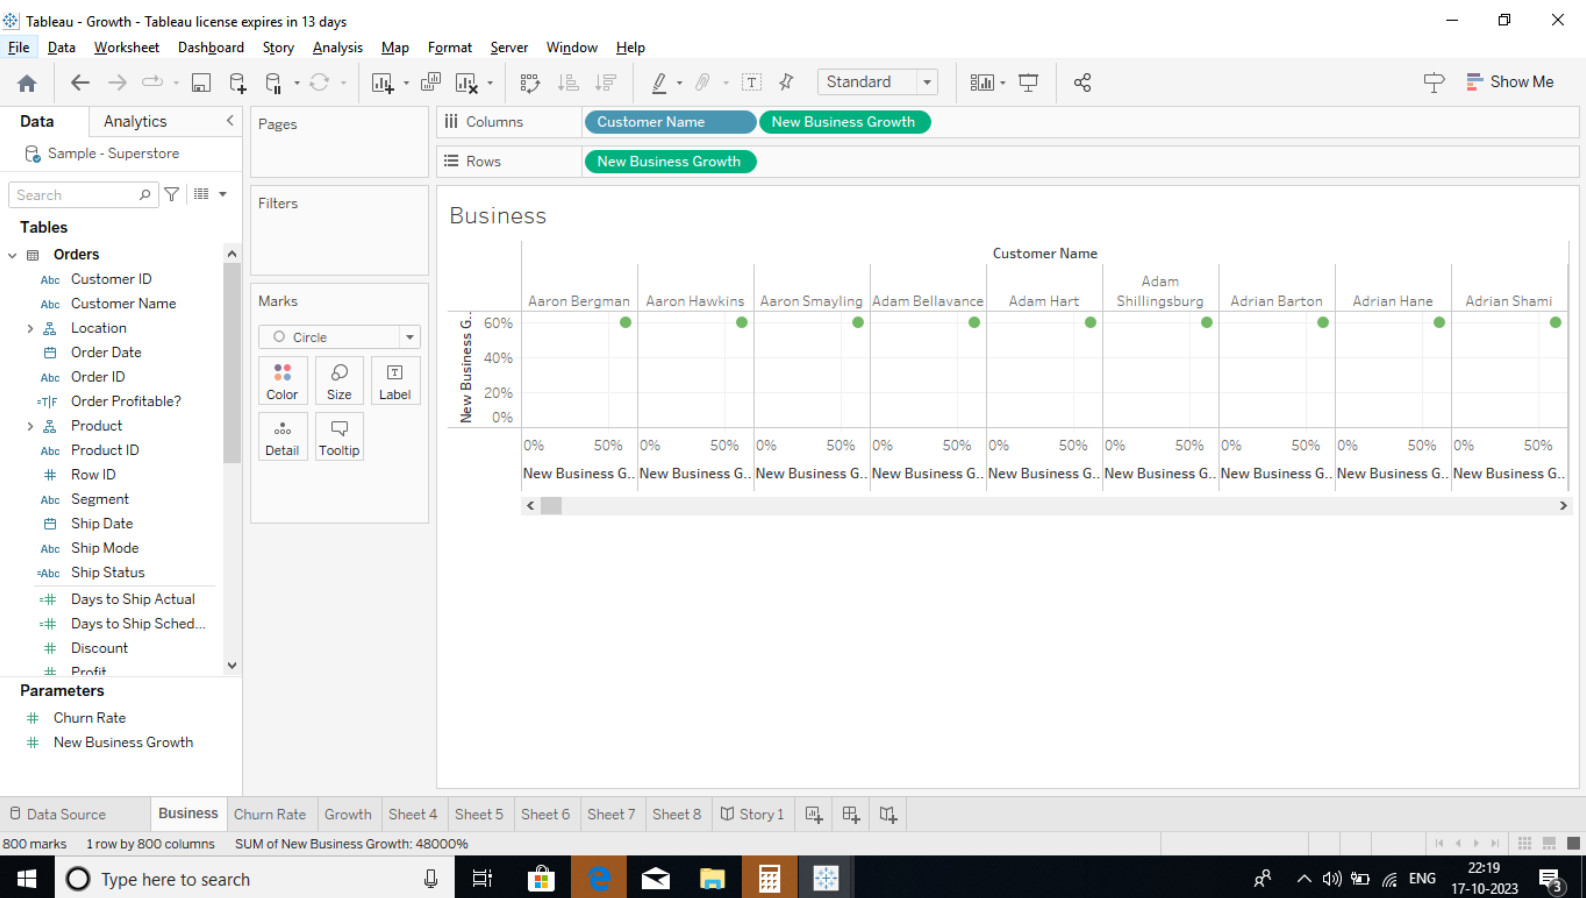 Tableau - Growth - Tableau license expires in 13 days
File Data Worksheet Dashboard Story Analysis Map Format Server Window Help
Standard
Show Me
Data Analytics
Sample - Superstore
Search
Tables
Orders
Abc Customer ID
Abc Customer Name
Location
Order Date
Abc Order ID
=T|F Order Profitable?
Product
Abc Product ID
# Row ID
Abc Segment
Ship Date
Abc Ship Mode
=Abc Ship Status
=# Days to Ship Actual
=# Days to Ship Sched...
# Discount
# Profit
Parameters
# Churn Rate
# New Business Growth
Pages
Filters
Marks
Circle
Color Size Label
Detail Tooltip
Columns Customer Name New Business Growth
Rows New Business Growth
Business
Customer Name
Aaron Bergman Aaron Hawkins Aaron Smayling Adam Bellavance Adam Hart Adam Shillingsburg Adrian Barton Adrian Hane Adrian Shami
New Business G..
60%
40%
20%
0%
0% 50% 0% 50% 0% 50% 0% 50% 0% 50% 0% 50% 0% 50% 0% 50% 0% 50%
New Business G.. New Business G.. New Business G.. New Business G.. New Business G.. New Business G.. New Business G.. New Business G.. New Business G..
Data Source Business Churn Rate Growth Sheet 4 Sheet 5 Sheet 6 Sheet 7 Sheet 8 Story 1
800 marks 1 row by 800 columns SUM of New Business Growth: 48000%
Type here to search
ENG
22:19
17-10-2023
3